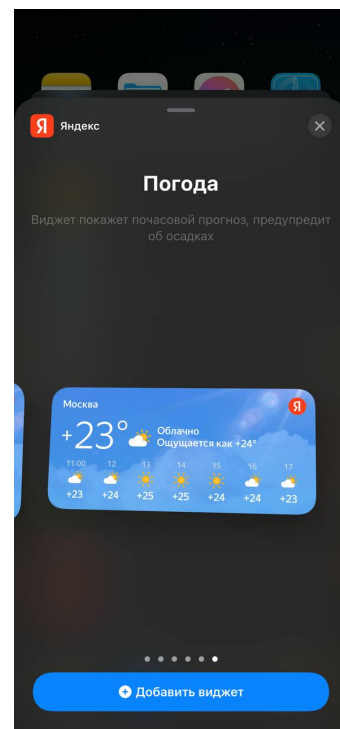 Я Яндекс
Погода
Виджет покажет почасовой прогноз, предупредит
об осадках
Москва
Я
+23°
Облачно
Ощущается как +24°
11:00 12 13 14 15 16 17
+23 +24 +25 +25 +24 +24 +23
Добавить виджет